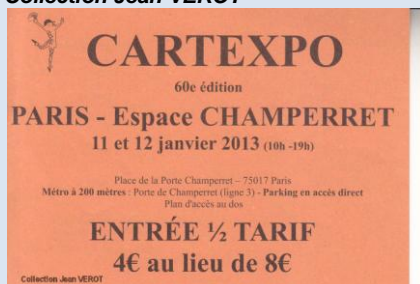 Collection Jean VEROT
CARTEXPO
60e édition
PARIS - Espace CHAMPERRET
11 et 12 janvier 2013 (10h -19h)
Place de la Porte Champerret – 75017 Paris
Métro à 200 mètres : Porte de Champerret (ligne 3) - Parking en accès direct
Plan d'accès au dos
ENTRÉE ½ TARIF
4€ au lieu de 8€
Collection Jean VEROT